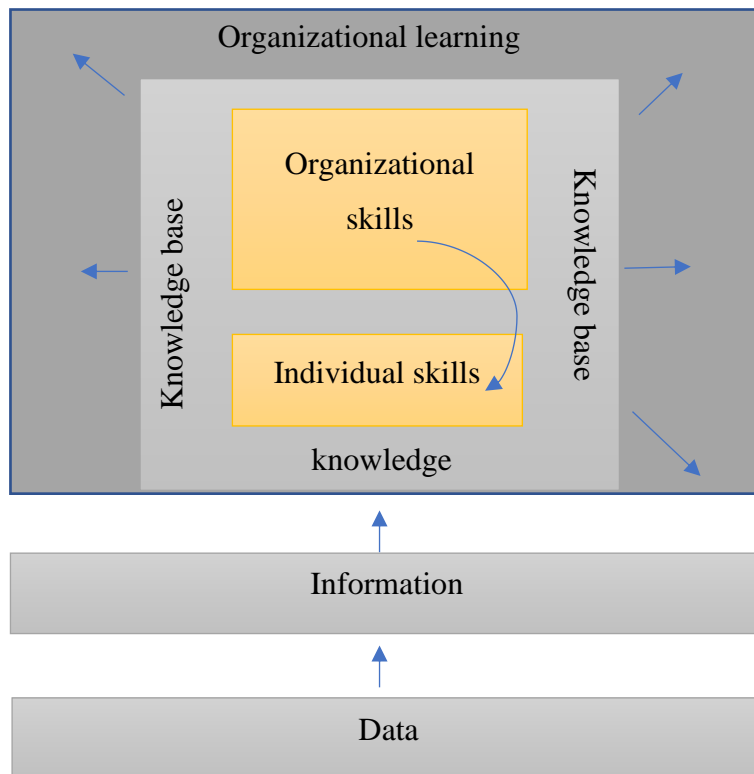 Organizational learning
Organizational
skills
Knowledge base
Knowledge base
Individual skills
knowledge
Information
Data